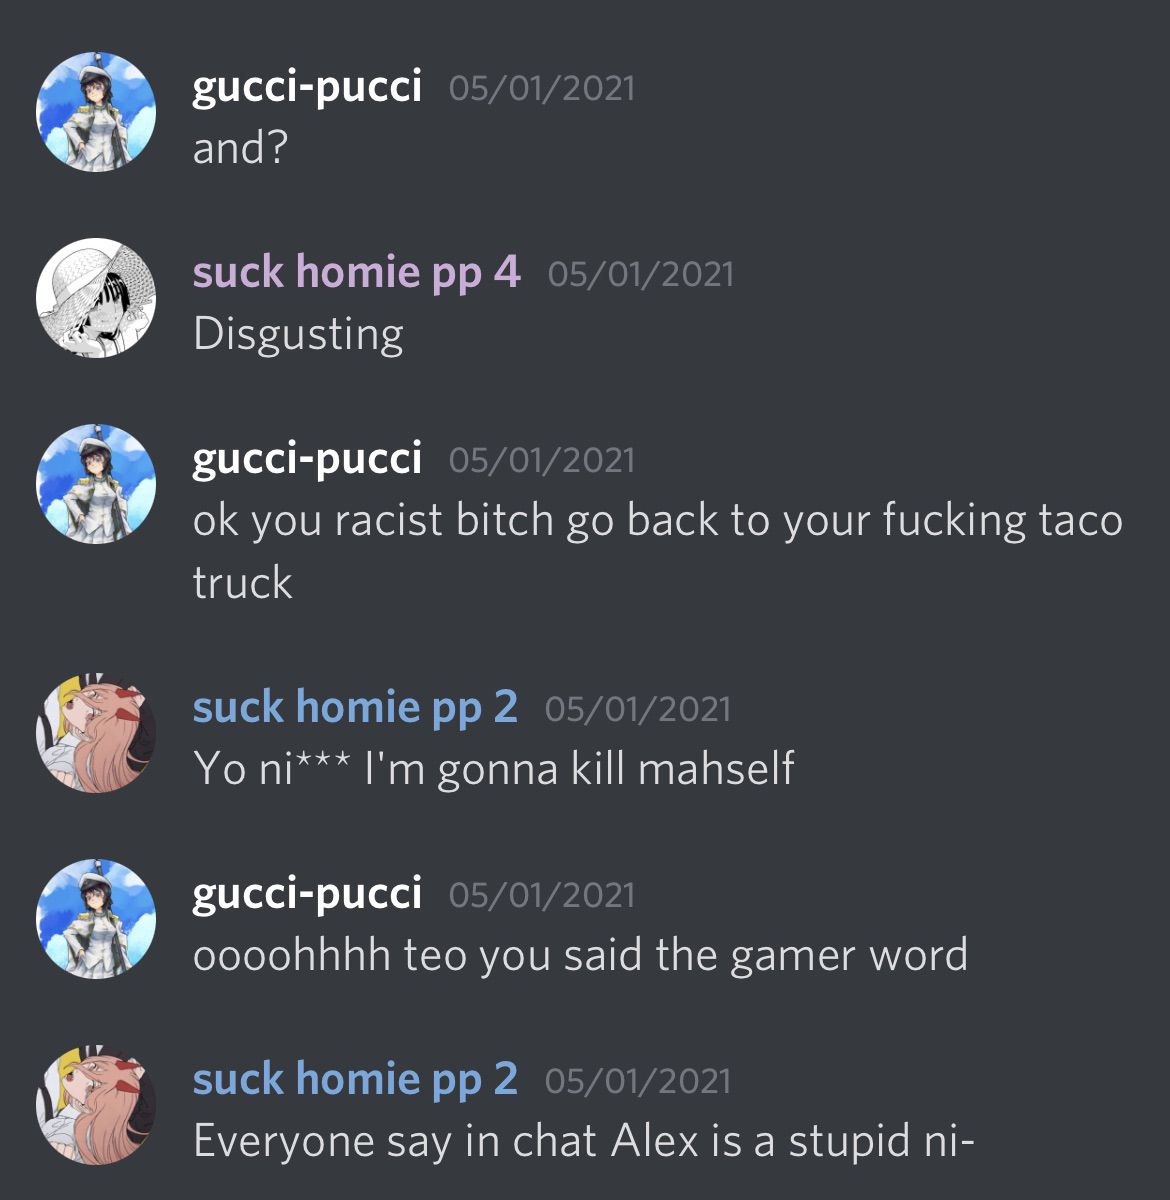 gucci-pucci 05/01/2021
and?
suck homie pp 4 05/01/2021
Disgusting
gucci-pucci 05/01/2021
ok you racist bitch go back to your fucking taco
truck
suck homie pp 2 05/01/2021
Yo ni*** I'm gonna kill mahself
gucci-pucci 05/01/2021
oooohhhh teo you said the gamer word
suck homie pp 2 05/01/2021
Everyone say in chat Alex is a stupid ni-